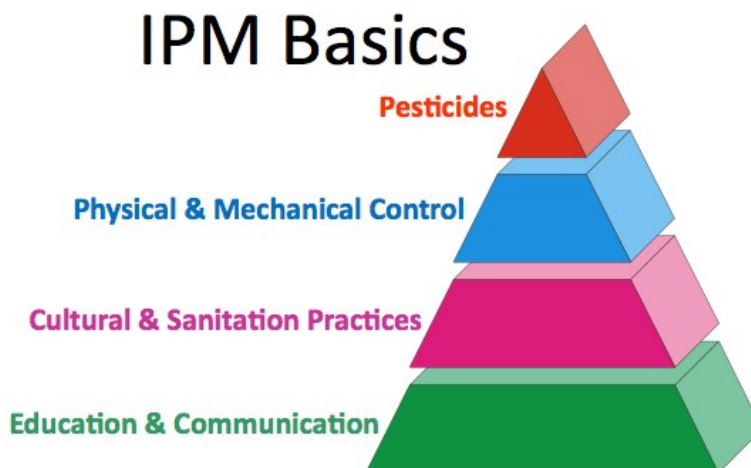 IPM Basics
Pesticides
Physical & Mechanical Control
Cultural & Sanitation Practices
Education & Communication